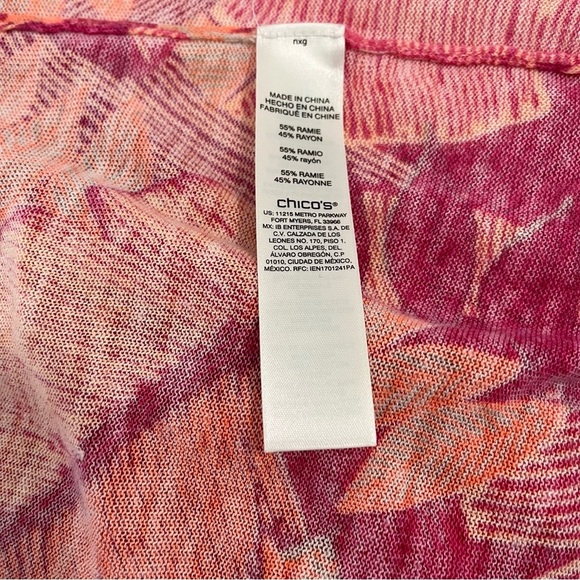 nxg
MADE IN CHINA
HECHO EN CHINA
FABRIQUÉ EN CHINE
55% RAMIE
45% RAYON
55% RAMIO
45% rayón
55% RAMIE
45% RAYONNE
chico's®
US: 11215 METRO PARKWAY
FORT MYERS, FL 33966
MX: IB ENTERPRISES S.A. DE
C.V. CALZADA DE LOS
LEONES NO. 170, PISO 1.
COL. LOS ALPES, DEL.
ÁLVARO OBREGÓN, C.P
01010, CIUDAD DE MÉXICO,
MÉXICO. RFC: IEN1701241PA